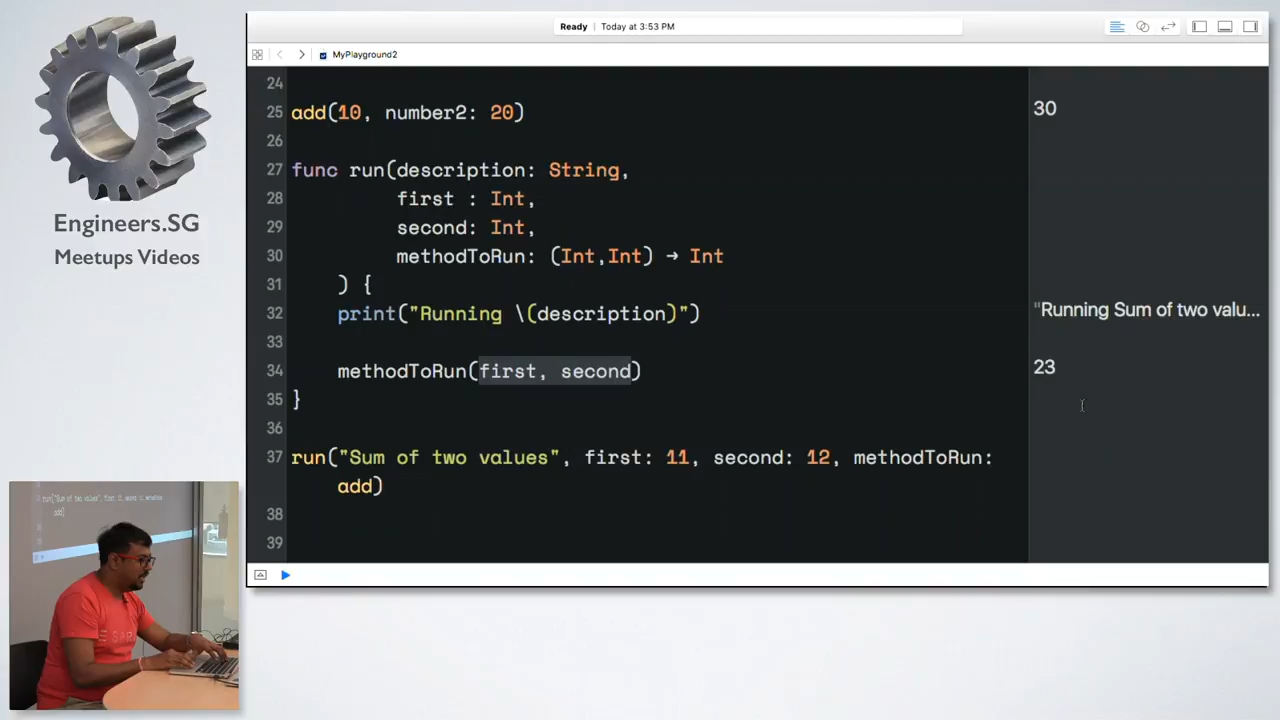 Engineers.SG
Meetups Videos
Ready | Today at 3:53 PM
MyPlayground2
24
25 add(10, number2: 20)
30
26
27 func run(description: String,
28 first : Int,
29 second: Int,
30 methodToRun: (Int,Int) → Int
31 ) {
32 print("Running \(description)")
"Running Sum of two valu...
33
34 methodToRun(first, second)
23
35 }
36
37 run("Sum of two values", first: 11, second: 12, methodToRun:
add)
38
39